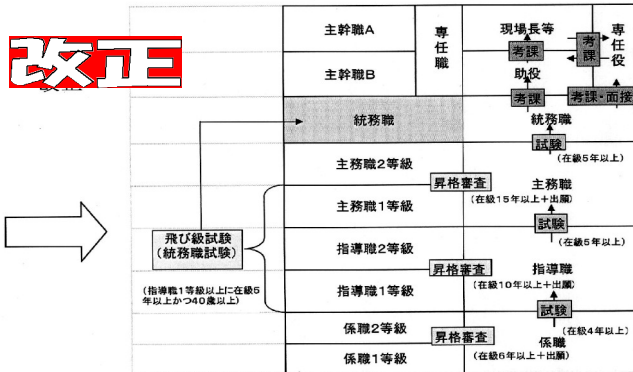 改正
主幹職A
主幹職B
専任職
現場長等
考課
助役
考課
考課
専任役
考課・面接
統務職
統務職
試験
(在級5年以上)
主務職2等級
昇格審査
(在級15年以上+出願)
主務職
主務職1等級
試験
(在級5年以上)
飛び級試験
(統務職試験)
(指導職1等級以上に在級5
年以上かつ40歳以上)
指導職2等級
昇格審査
(在級10年以上+出願)
指導職
指導職1等級
試験
(在級4年以上)
係職2等級
昇格審査
(在級6年以上+出願)
係職
係職1等級